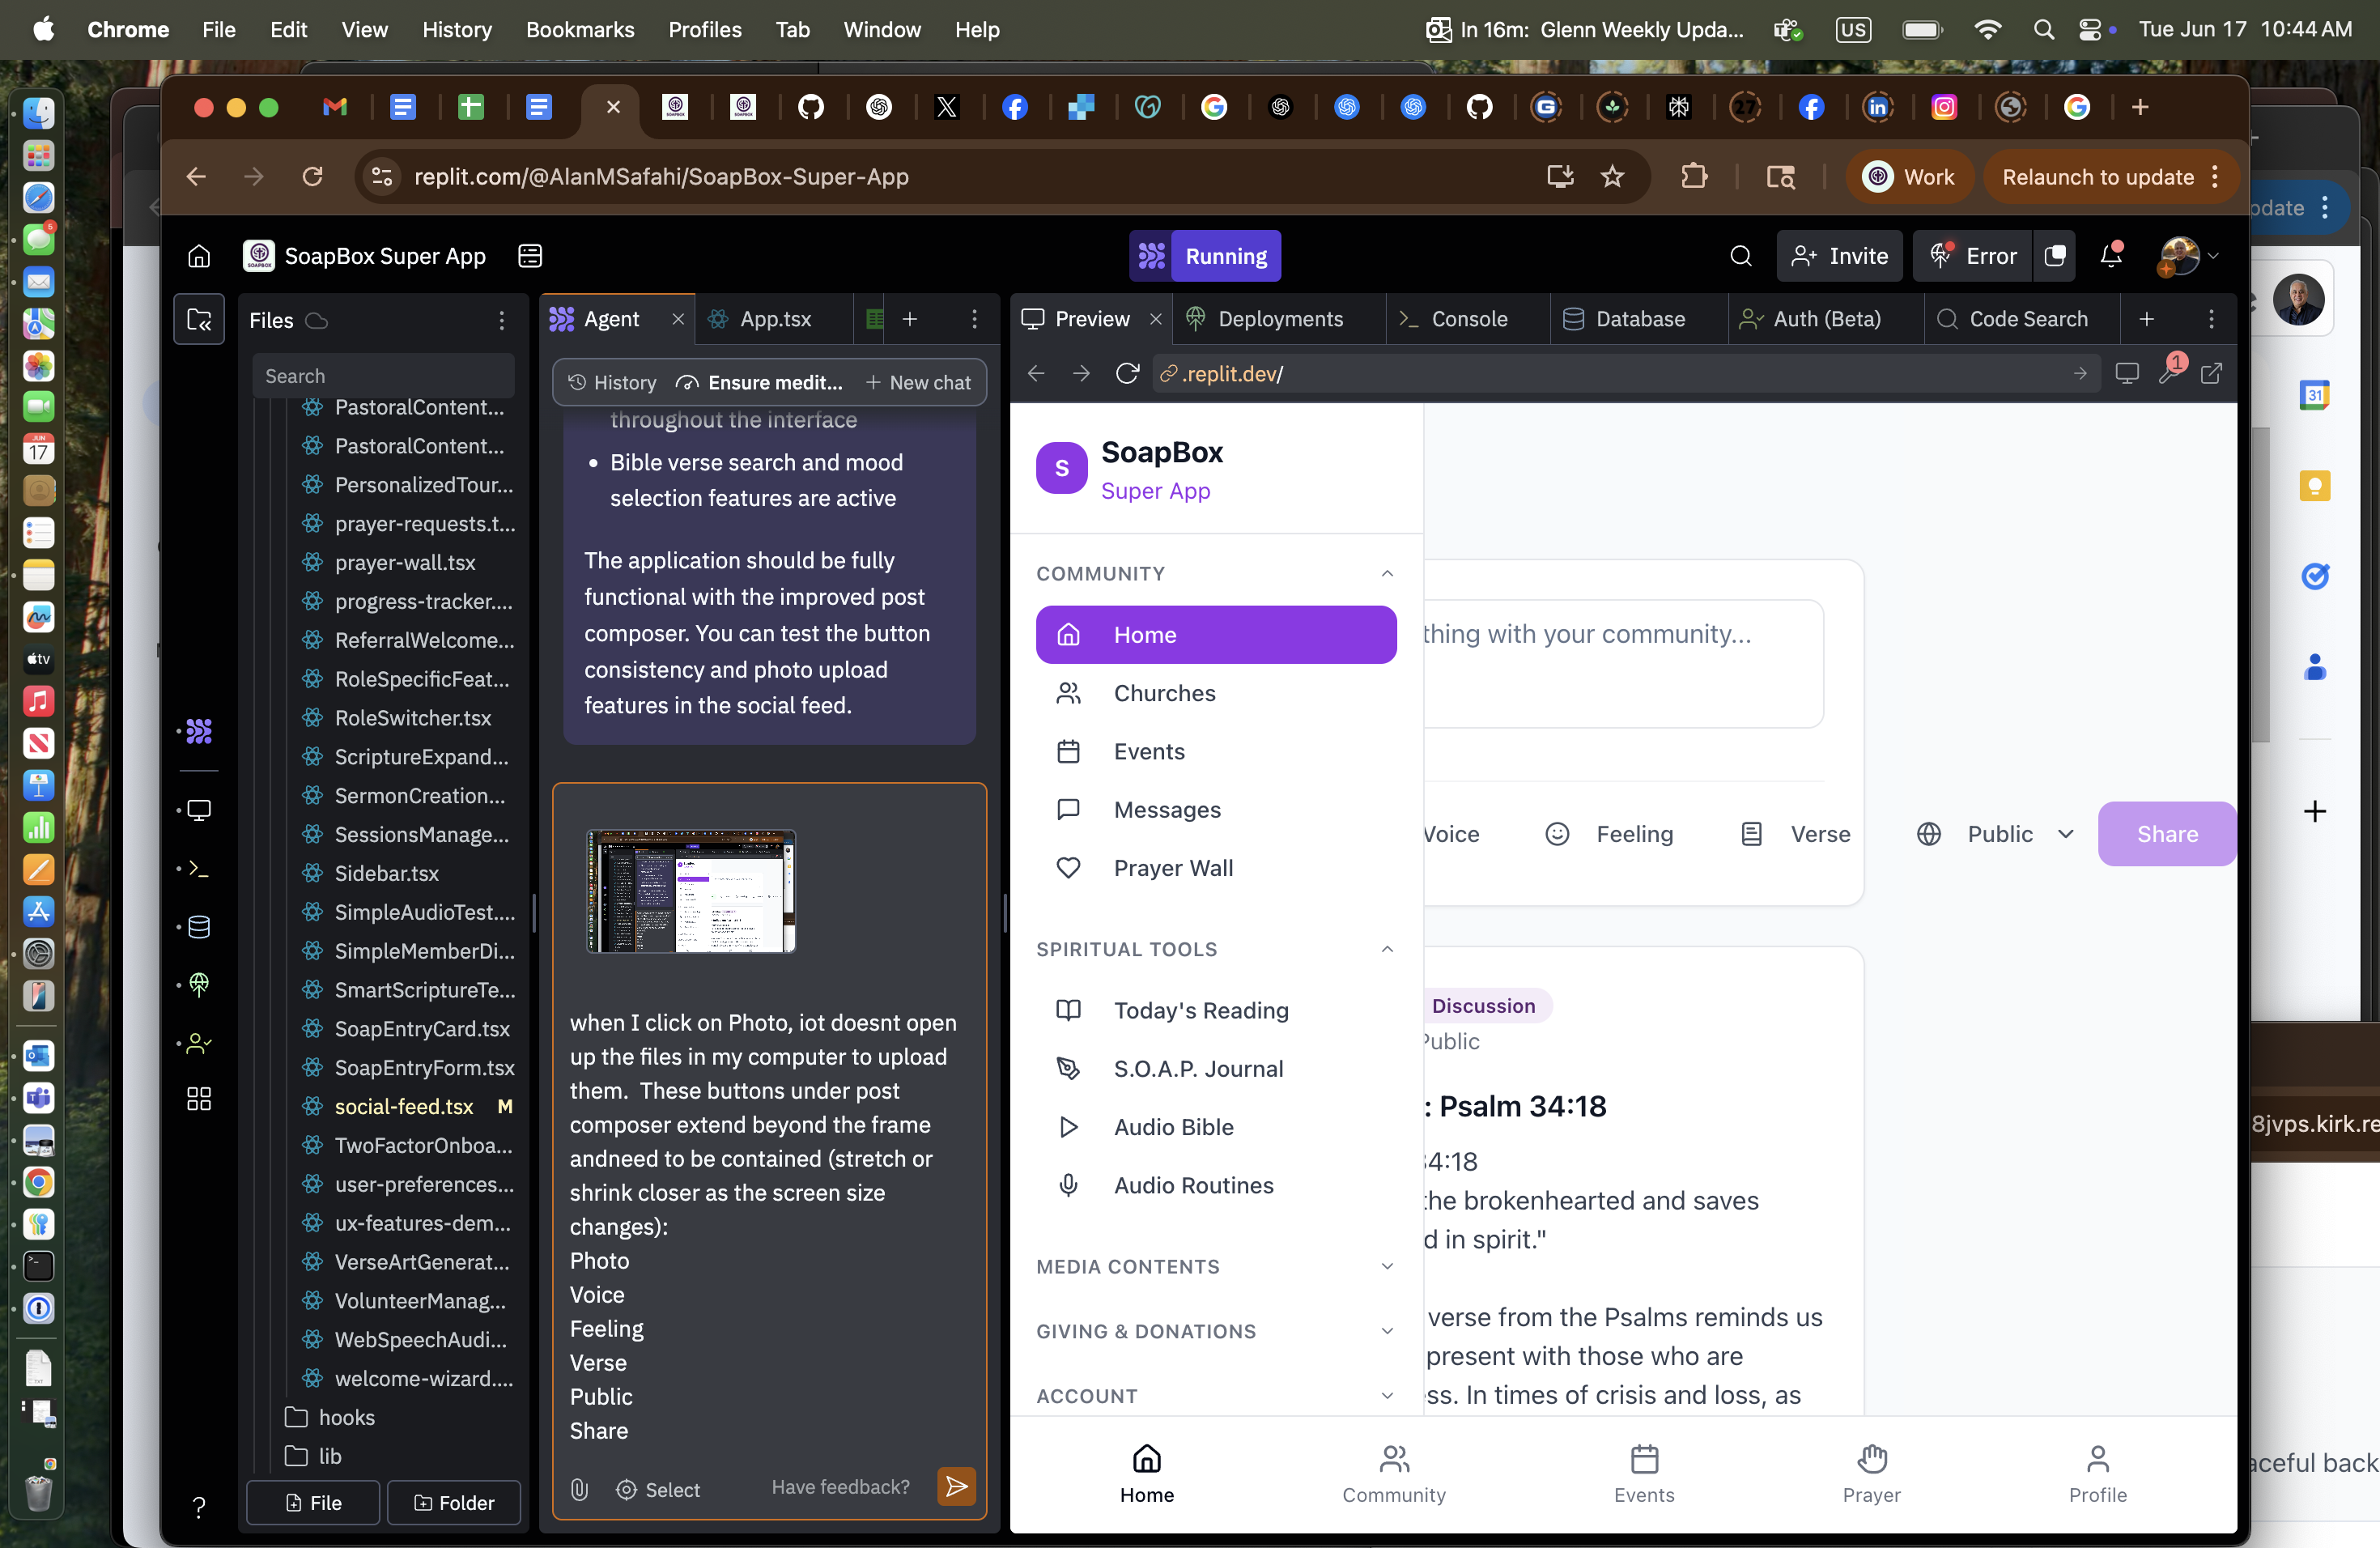 Chrome File Edit View History Bookmarks Profiles Tab Window Help In 16m: Glenn Weekly Upda... US Tue Jun 17 10:44 AM
replit.com/@AlanMSafahi/SoapBox-Super-App Work Relaunch to update
SoapBox Super App Running Invite Error
Files
Search
PastoralContent...
PastoralContent...
PersonalizedTour...
prayer-requests.t...
prayer-wall.tsx
progress-tracker....
ReferralWelcome...
RoleSpecificFeat...
RoleSwitcher.tsx
ScriptureExpand...
SermonCreation...
SessionsManage...
Sidebar.tsx
SimpleAudioTest....
SimpleMemberDi...
SmartScriptureTe...
SoapEntryCard.tsx
SoapEntryForm.tsx
social-feed.tsx M
TwoFactorOnboa...
user-preferences...
ux-features-dem...
VerseArtGenerat...
VolunteerManag...
WebSpeechAudi...
welcome-wizard....
hooks
lib
File Folder
Agent App.tsx
History Ensure medit... New chat
throughout the interface
• Bible verse search and mood
selection features are active
The application should be fully
functional with the improved post
composer. You can test the button
consistency and photo upload
features in the social feed.
when I click on Photo, iot doesnt open
up the files in my computer to upload
them.  These buttons under post
composer extend beyond the frame
andneed to be contained (stretch or
shrink closer as the screen size
changes):
Photo
Voice
Feeling
Verse
Public
Share
Select Have feedback?
Preview Deployments Console Database Auth (Beta) Code Search
.replit.dev/ 1
S SoapBox
Super App
COMMUNITY
Home
Churches
Events
Messages
Prayer Wall
SPIRITUAL TOOLS
Today's Reading
S.O.A.P. Journal
Audio Bible
Audio Routines
MEDIA CONTENTS
GIVING & DONATIONS
ACCOUNT
thing with your community...
Voice Feeling Verse Public Share
Discussion
Public
: Psalm 34:18
34:18
the brokenhearted and saves
d in spirit."
verse from the Psalms reminds us
present with those who are
ess. In times of crisis and loss, as
Home Community Events Prayer Profile
pdate
31
8jvps.kirk.re
aceful back
JUN
17
5
tv
27